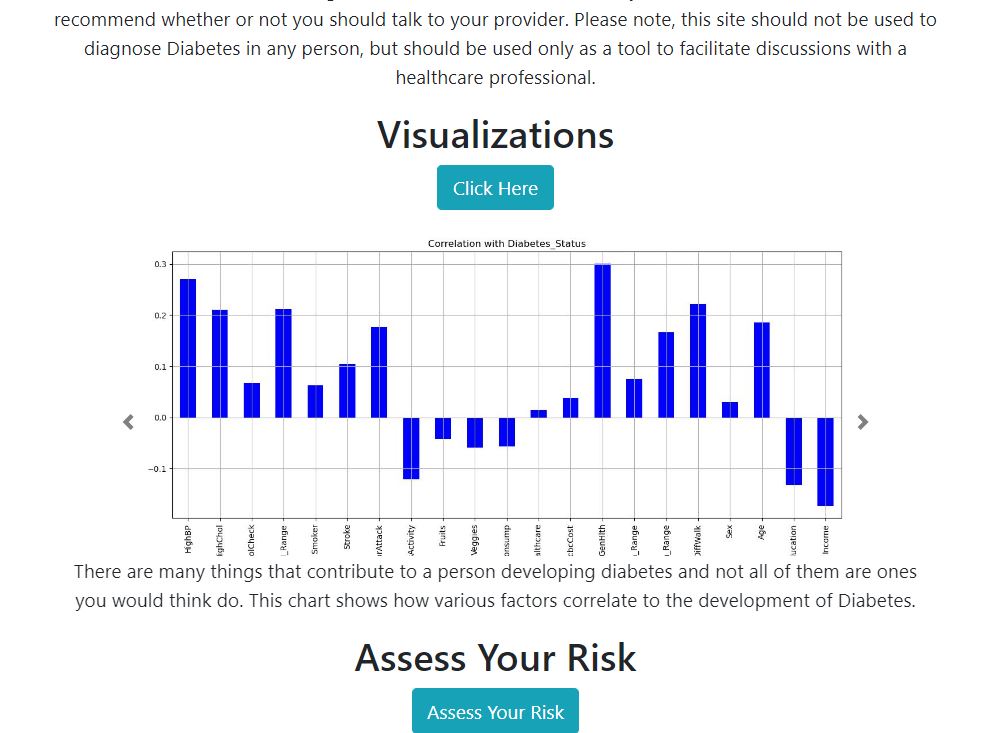 recommend whether or not you should talk to your provider. Please note, this site should not be used to
diagnose Diabetes in any person, but should be used only as a tool to facilitate discussions with a
healthcare professional.
Visualizations
Click Here
Correlation with Diabetes_Status
0.3
0.2
0.1
0.0
−0.1
HighBP
ighChol
olCheck
_Range
Smoker
Stroke
rAttack
Activity
Fruits
Veggies
onsump
althcare
bcCost
GenHlth
_Range
_Range
DiffWalk
Sex
Age
ucation
Income
There are many things that contribute to a person developing diabetes and not all of them are ones
you would think do. This chart shows how various factors correlate to the development of Diabetes.
Assess Your Risk
Assess Your Risk